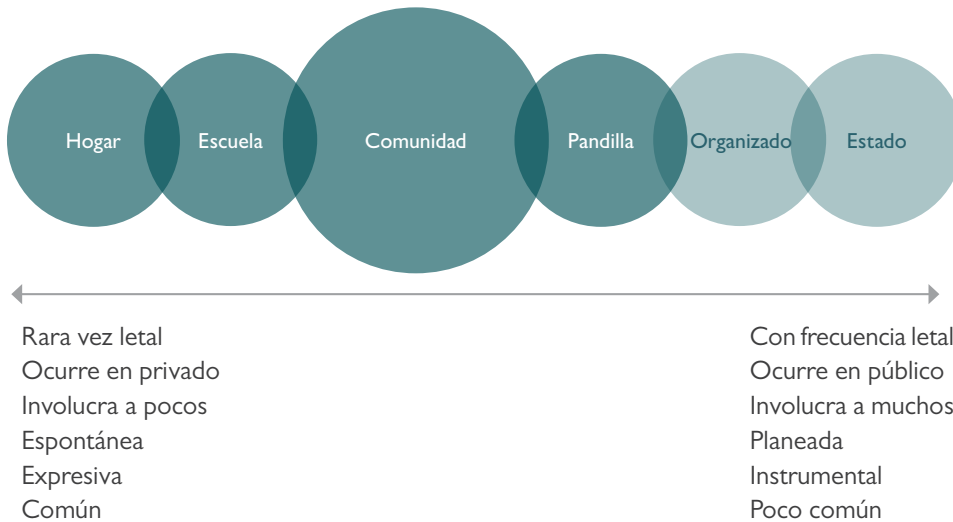 Hogar
Escuela
Comunidad
Pandilla
Organizado
Estado
Rara vez letal
Ocurre en privado
Involucra a pocos
Espontánea
Expresiva
Común
Con frecuencia letal
Ocurre en público
Involucra a muchos
Planeada
Instrumental
Poco común